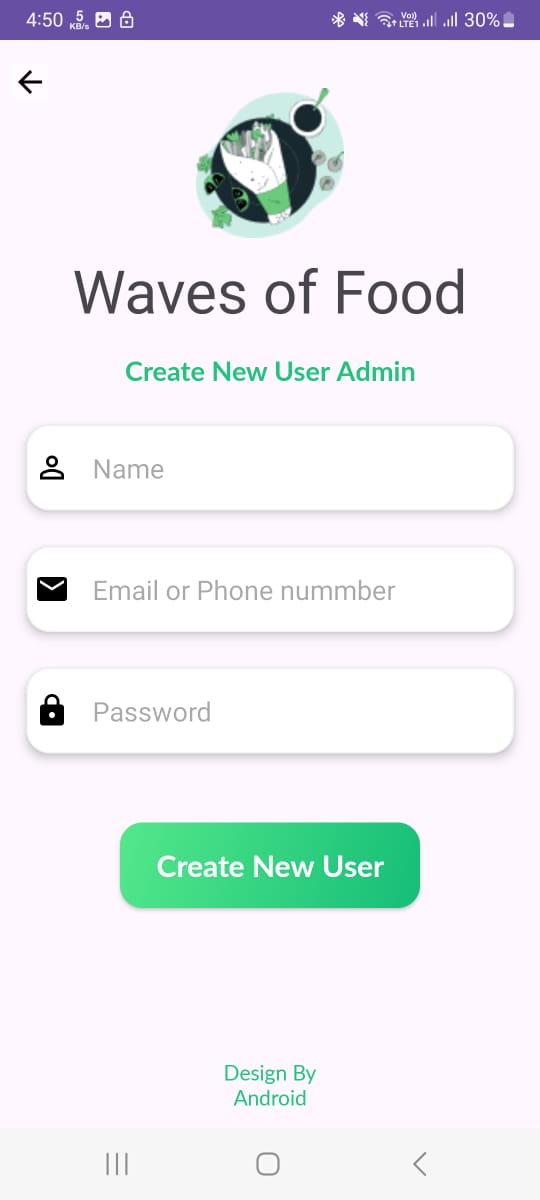 4:50 5 KB/s Vo)) LTE1 30%
Waves of Food
Create New User Admin
Name
Email or Phone nummber
Password
Create New User
Design By
Android